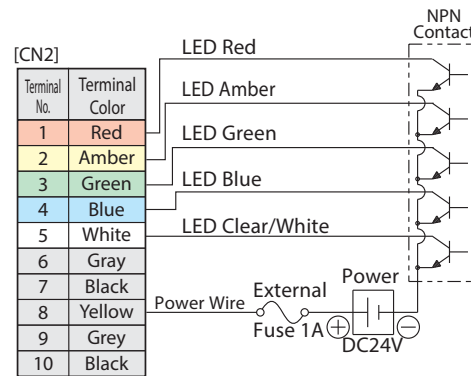 NPN
Contact
[CN2]
LED Red
Terminal No. Terminal Color
LED Amber
1 Red
2 Amber
LED Green
3 Green
LED Blue
4 Blue
5 White
LED Clear/White
6 Gray
7 Black
8 Yellow
Power Wire
External
Fuse 1A
Power
+ −
DC24V
9 Grey
10 Black